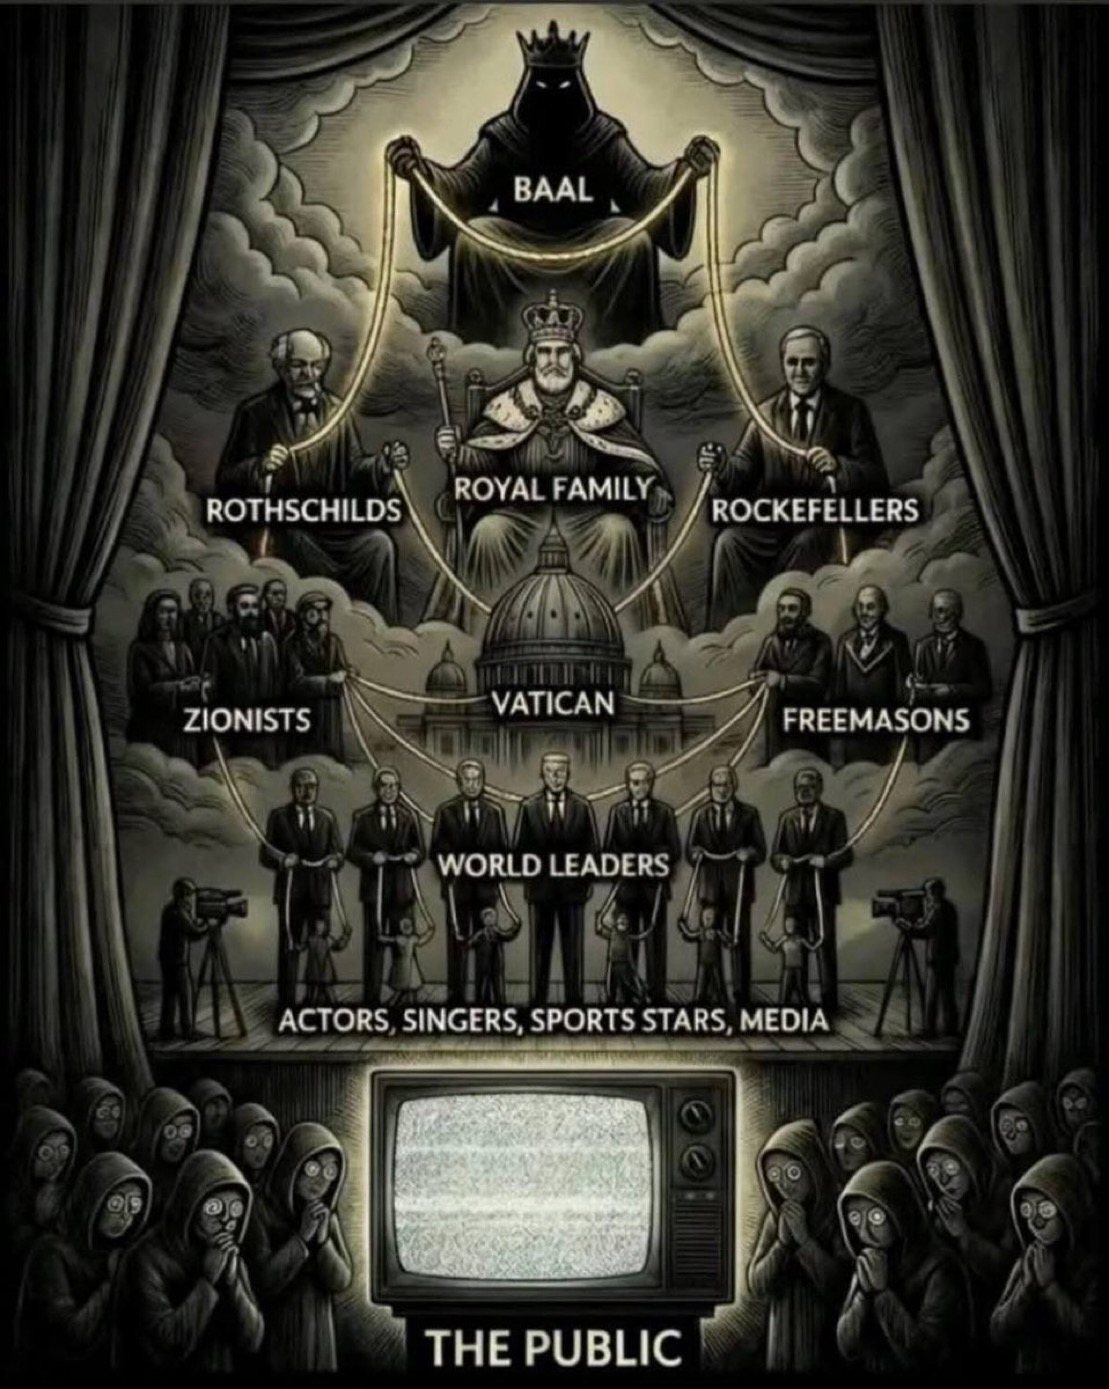 BAAL
ROYAL FAMILY
ROTHSCHILDS
ROCKEFELLERS
VATICAN
ZIONISTS
FREEMASONS
WORLD LEADERS
ACTORS, SINGERS, SPORTS STARS, MEDIA
THE PUBLIC